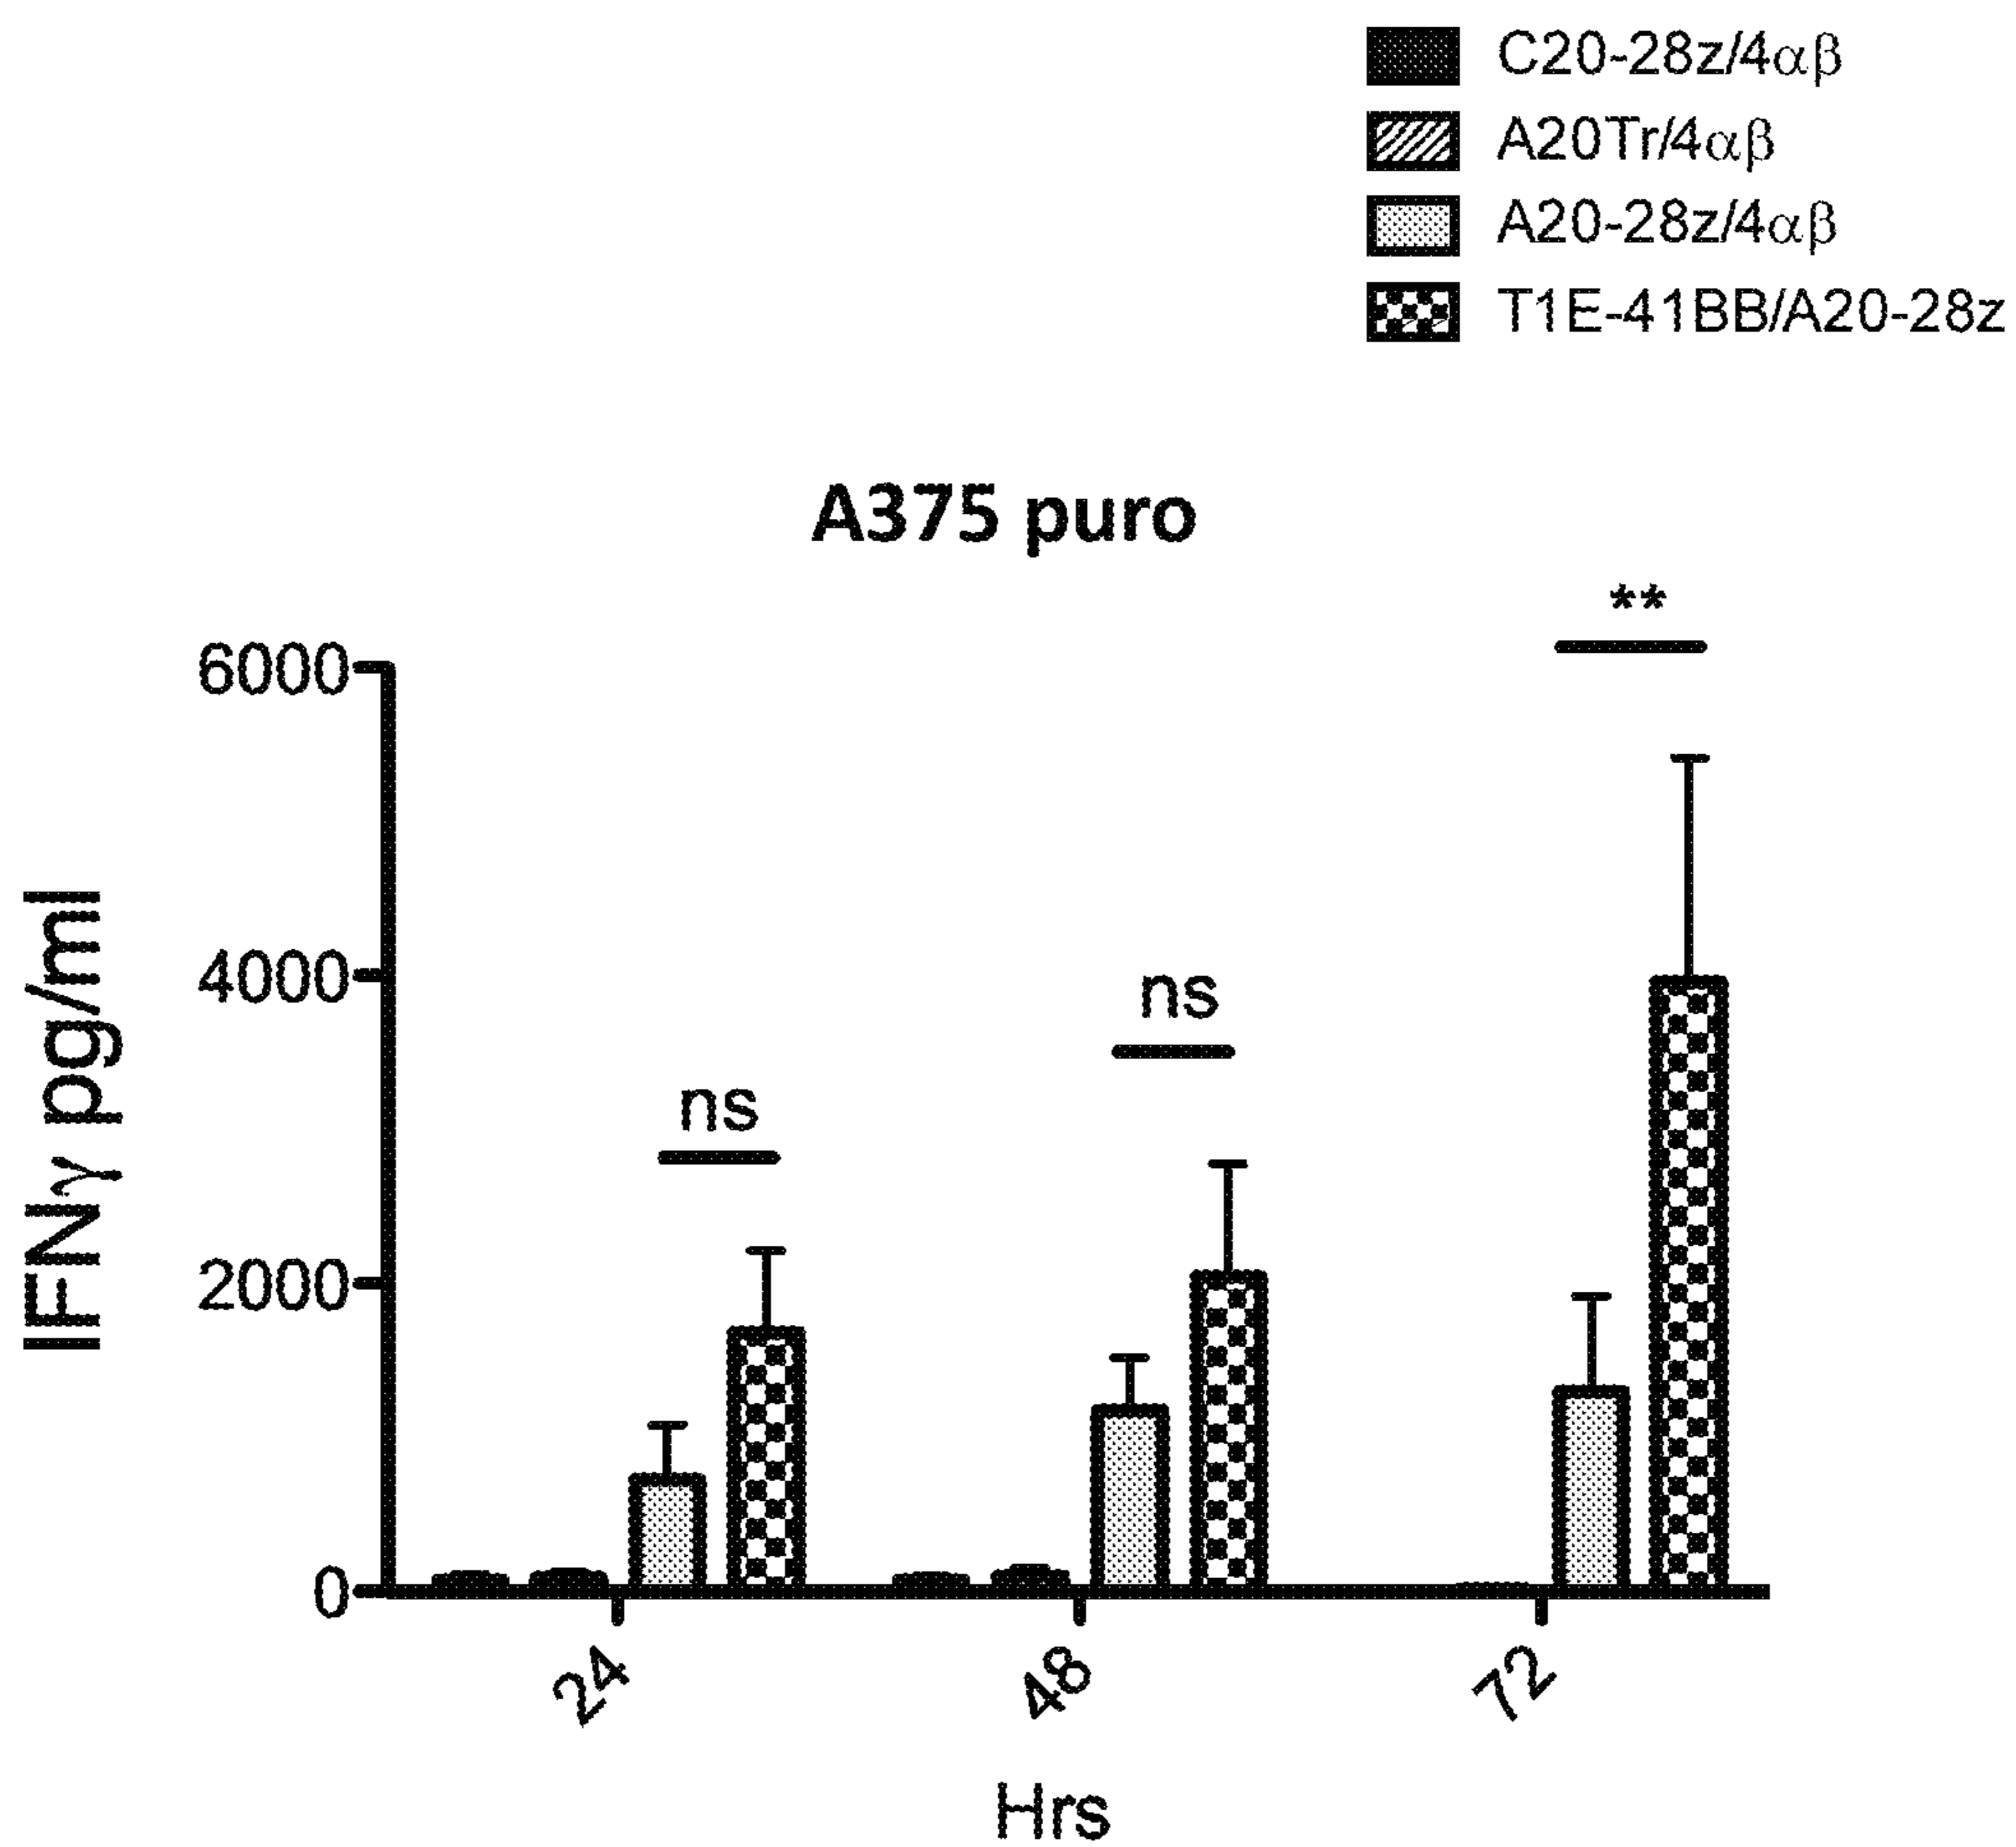 C20-28z/4αβ
A20Tr/4αβ
A20-28z/4αβ
T1E-41BB/A20-28z
A375 puro
**
6000
4000
ns
ns
2000
0
IFNγ pg/ml
24
48
72
Hrs